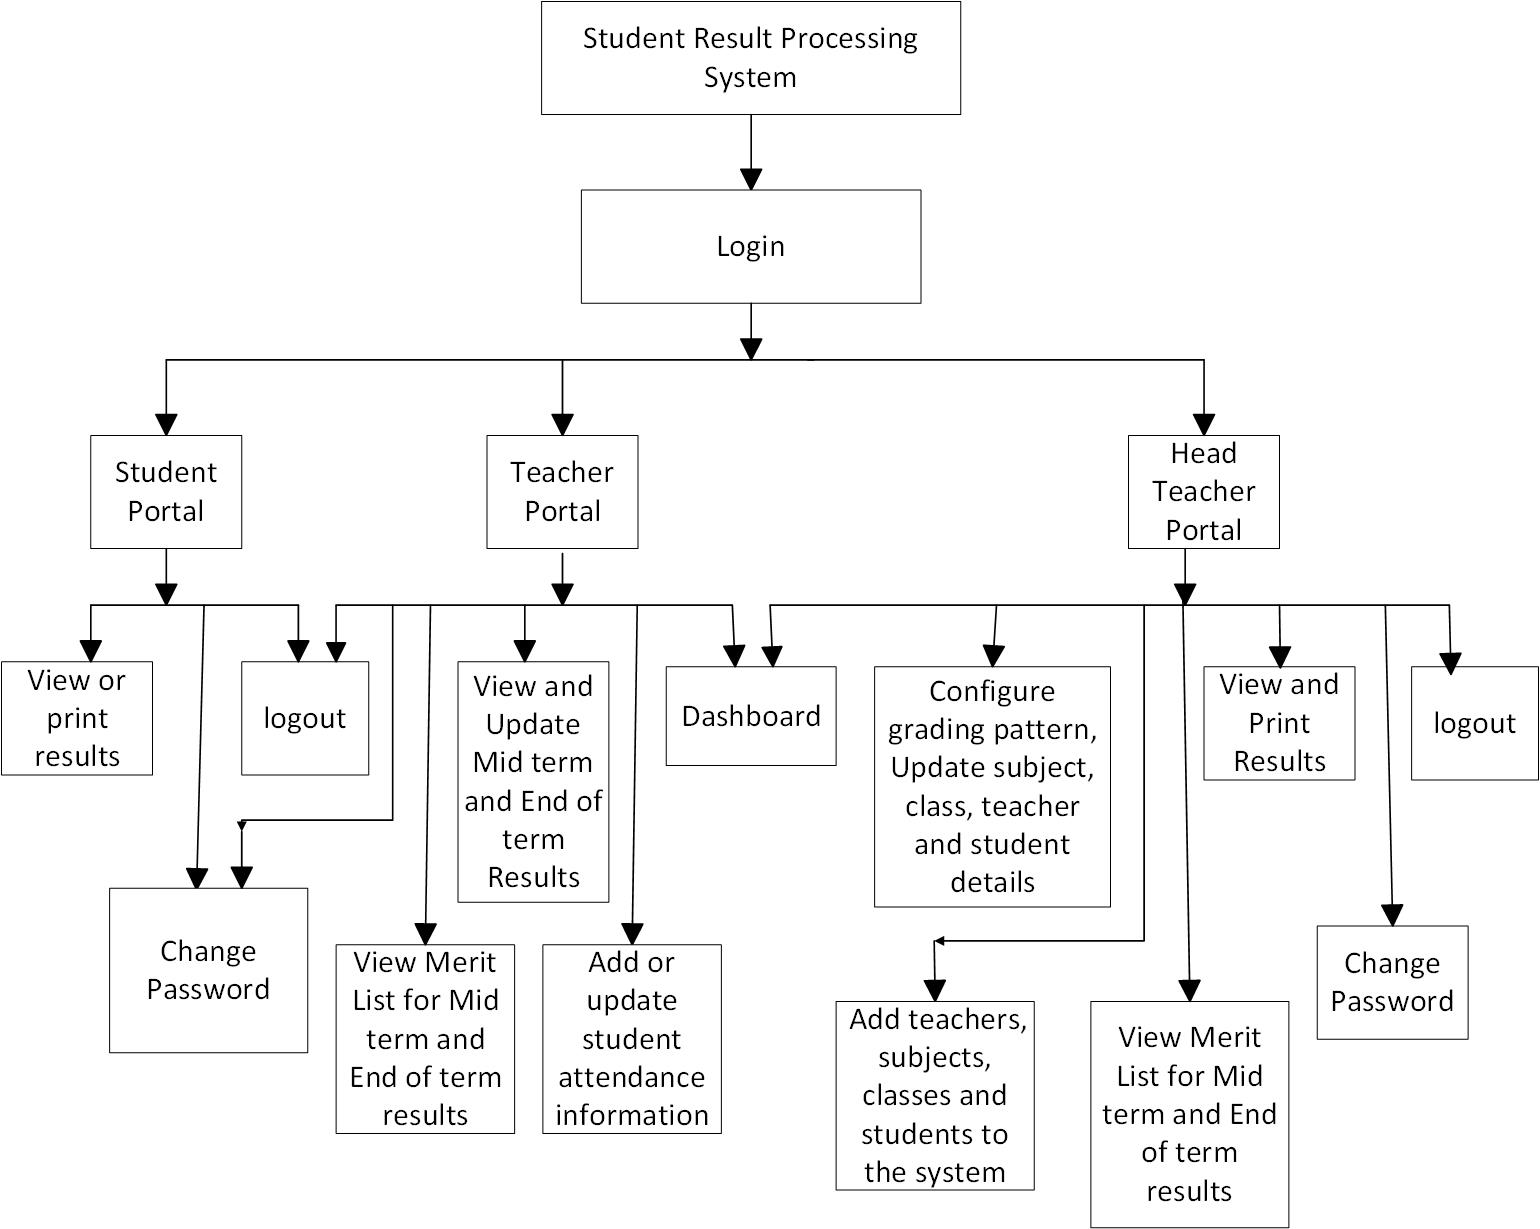 Student Result Processing
System
Login
Student
Portal
Teacher
Portal
Head
Teacher
Portal
View or
print
results
logout
View and
Update
Mid term
and End of
term
Results
Dashboard
Configure
grading pattern,
Update subject,
class, teacher
and student
details
View and
Print
Results
logout
Change
Password
View Merit
List for Mid
term and
End of term
results
Add or
update
student
attendance
information
Add teachers,
subjects,
classes and
students to
the system
View Merit
List for Mid
term and End
of term
results
Change
Password